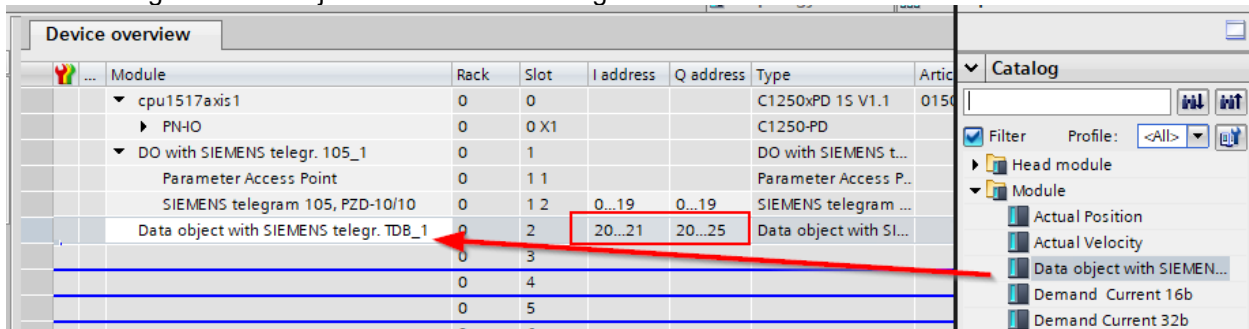 Device overview
... Module Rack Slot I address Q address Type Artic
cpu1517axis1 0 0 C1250xPD 1S V1.1 0150
PN-IO 0 0 X1 C1250-PD
DO with SIEMENS telegr. 105_1 0 1 DO with SIEMENS t...
Parameter Access Point 0 1 1 Parameter Access P...
SIEMENS telegram 105, PZD-10/10 0 1 2 0...19 0...19 SIEMENS telegram ...
Data object with SIEMENS telegr. TDB_1 0 2 20...21 20...25 Data object with SI...
0 3
0 4
0 5
Catalog
Filter Profile: <All>
Head module
Module
Actual Position
Actual Velocity
Data object with SIEMEN...
Demand Current 16b
Demand Current 32b